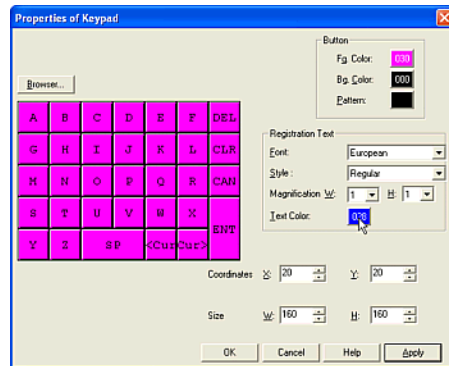 Properties of Keypad
Button
Fg. Color: 030
Bg. Color: 000
Pattern:
Browser...
A B C D E F DEL
G H I J K L CLR
M N O P Q R CAN
S T U V W X
ENT
Y Z SP <Cur Cur>
Registration Text
Font: European
Style : Regular
Magnification W: 1 H: 1
Text Color:
Coordinates X: 20 Y: 20
Size W: 160 H: 160
OK Cancel Help Apply